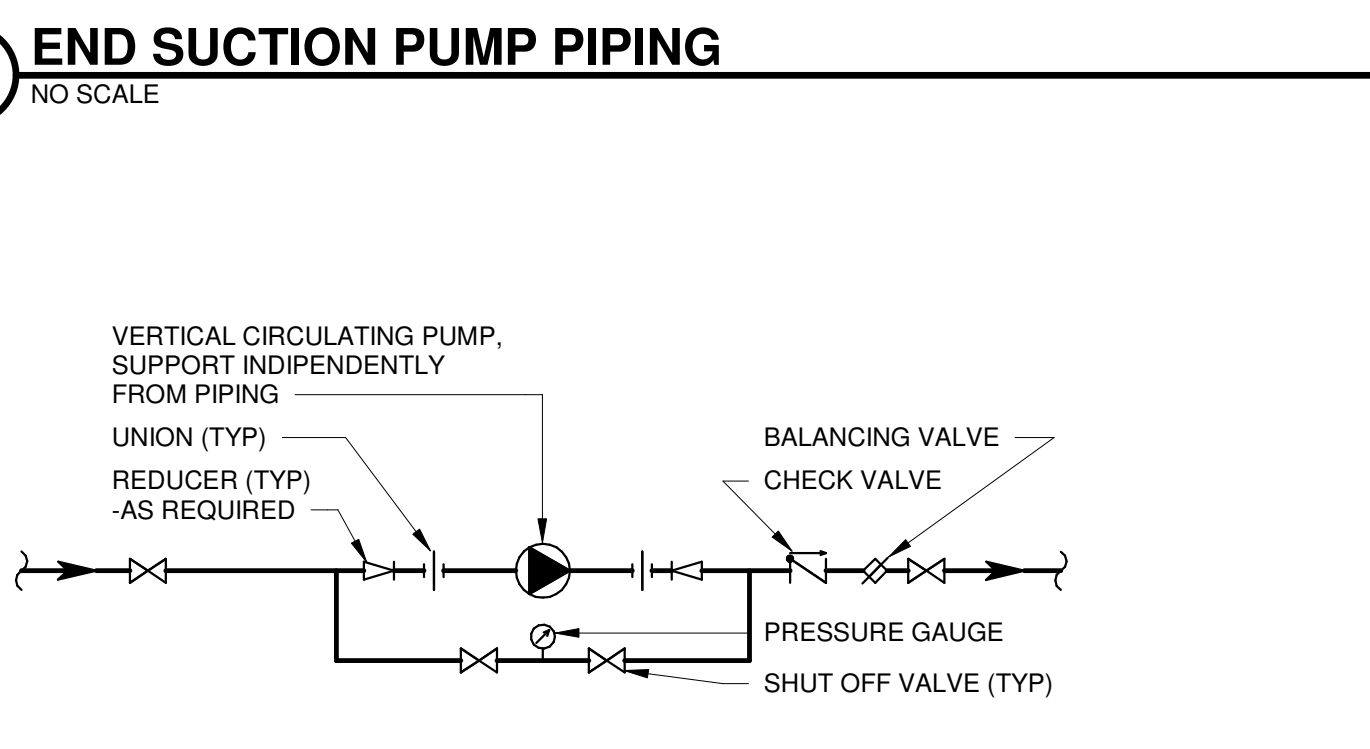 END SUCTION PUMP PIPING
NO SCALE
VERTICAL CIRCULATING PUMP,
SUPPORT INDIPENDENTLY
FROM PIPING
UNION (TYP)
REDUCER (TYP)
-AS REQUIRED
BALANCING VALVE
CHECK VALVE
PRESSURE GAUGE
SHUT OFF VALVE (TYP)